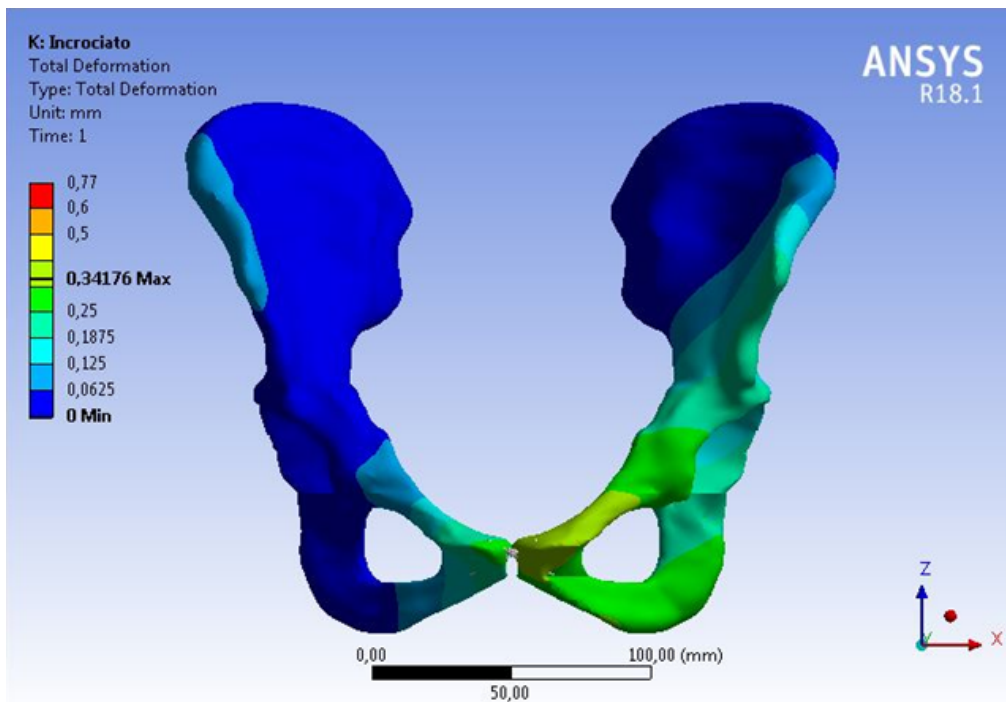 K: Incrociato
Total Deformation
Type: Total Deformation
Unit: mm
Time: 1
ANSYS
R18.1
0,77
0,6
0,5
0,34176 Max
0,25
0,1875
0,125
0,0625
0 Min
0,00
100,00 (mm)
50,00
Z
X
Y